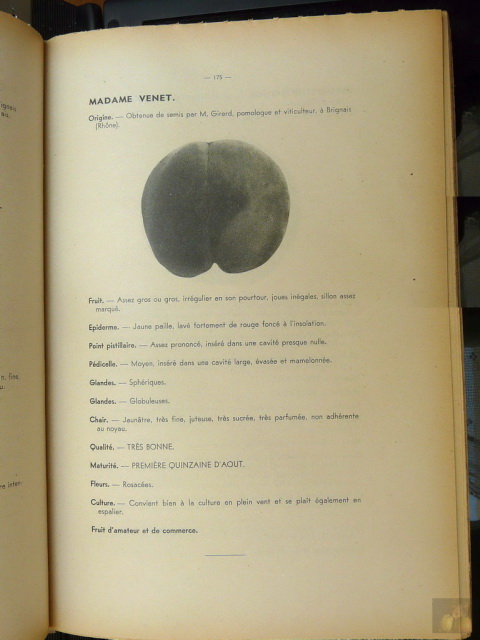 — 175 —
MADAME VENET.
Origine. — Obtenue de semis par M. Girard, pomologue et viticulteur, à Brignais
(Rhône).
Fruit. — Assez gros ou gros, irrégulier en son pourtour, joues inégales, sillon assez
marqué.
Epiderme. — Jaune paille, lavé fortement de rouge foncé à l'insolation.
Point pistillaire. — Assez prononcé, inséré dans une cavité presque nulle.
Pédicelle. — Moyen, inséré dans une cavité large, évasée et mamelonnée.
Glandes. — Sphériques.
Glandes. — Globuleuses.
Chair. — Jaunâtre, très fine, juteuse, très sucrée, très parfumée, non adhérente
au noyau.
Qualité. — TRÈS BONNE.
Maturité. — PREMIÈRE QUINZAINE D'AOUT.
Fleurs. — Rosacées.
Culture. — Convient bien à la culture en plein vent et se plaît également en
espalier.
Fruit d'amateur et de commerce.